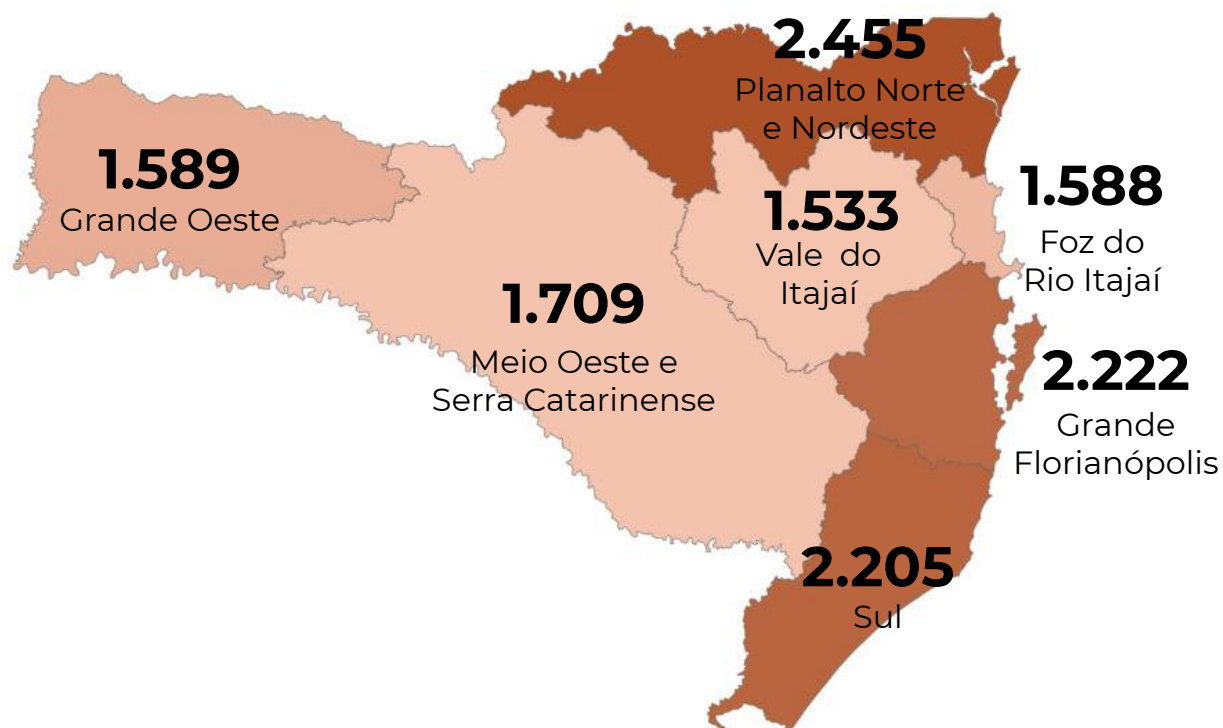 2.455
Planalto Norte
e Nordeste
1.589
Grande Oeste
1.533
Vale do
Itajaí
1.588
Foz do
Rio Itajaí
1.709
Meio Oeste e
Serra Catarinense
2.222
Grande
Florianópolis
2.205
Sul